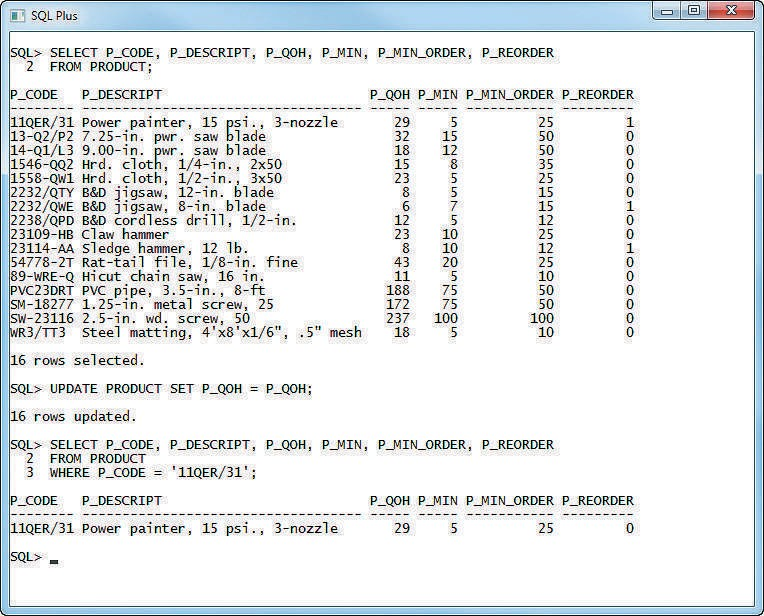 SQL Plus
SQL> SELECT P_CODE, P_DESCRIPT, P_QOH, P_MIN, P_MIN_ORDER, P_REORDER
  2  FROM PRODUCT;
P_CODE   P_DESCRIPT                          P_QOH P_MIN P_MIN_ORDER P_REORDER
-------- ----------------------------------- ----- ----- ----------- ---------
11QER/31 Power painter, 15 psi., 3-nozzle       29     5          25         1
13-Q2/P2 7.25-in. pwr. saw blade                32    15          50         0
14-Q1/L3 9.00-in. pwr. saw blade                18    12          50         0
1546-QQ2 Hrd. cloth, 1/4-in., 2x50              15     8          35         0
1558-QW1 Hrd. cloth, 1/2-in., 3x50              23     5          25         0
2232/QTY B&D jigsaw, 12-in. blade                8     5          15         0
2232/QWE B&D jigsaw, 8-in. blade                 6     7          15         1
2238/QPD B&D cordless drill, 1/2-in.            12     5          12         0
23109-HB Claw hammer                            23    10          25         0
23114-AA Sledge hammer, 12 lb.                   8    10          12         1
54778-2T Rat-tail file, 1/8-in. fine            43    20          25         0
89-WRE-Q Hicut chain saw, 16 in.                11     5          10         0
PVC23DRT PVC pipe, 3.5-in., 8-ft               188    75          50         0
SM-18277 1.25-in. metal screw, 25              172    75          50         0
SW-23116 2.5-in. wd. screw, 50                 237   100         100         0
WR3/TT3  Steel matting, 4'x8'x1/6", .5" mesh    18     5          10         0
16 rows selected.
SQL> UPDATE PRODUCT SET P_QOH = P_QOH;
16 rows updated.
SQL> SELECT P_CODE, P_DESCRIPT, P_QOH, P_MIN, P_MIN_ORDER, P_REORDER
  2  FROM PRODUCT
  3  WHERE P_CODE = '11QER/31';
P_CODE   P_DESCRIPT                          P_QOH P_MIN P_MIN_ORDER P_REORDER
-------- ----------------------------------- ----- ----- ----------- ---------
11QER/31 Power painter, 15 psi., 3-nozzle       29     5          25         0
SQL> _